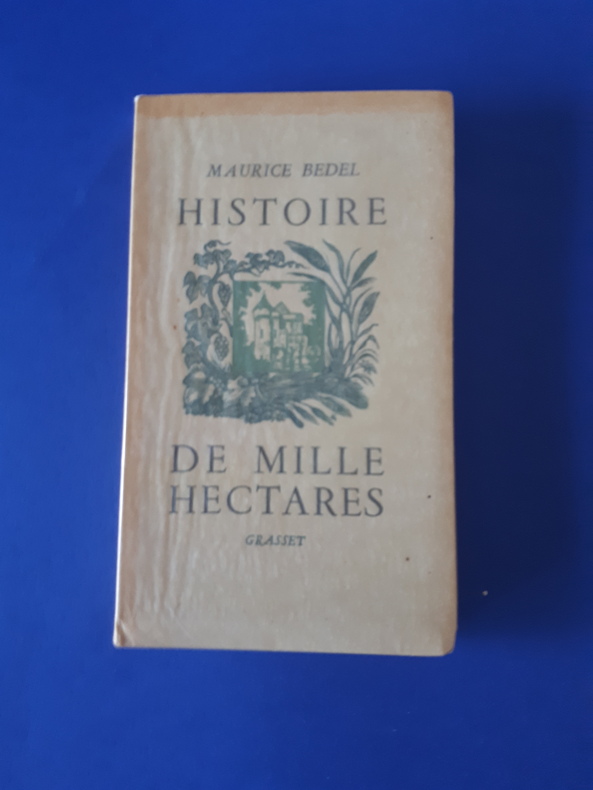 MAURICE BEDEL
HISTOIRE
DE MILLE
HECTARES
GRASSET